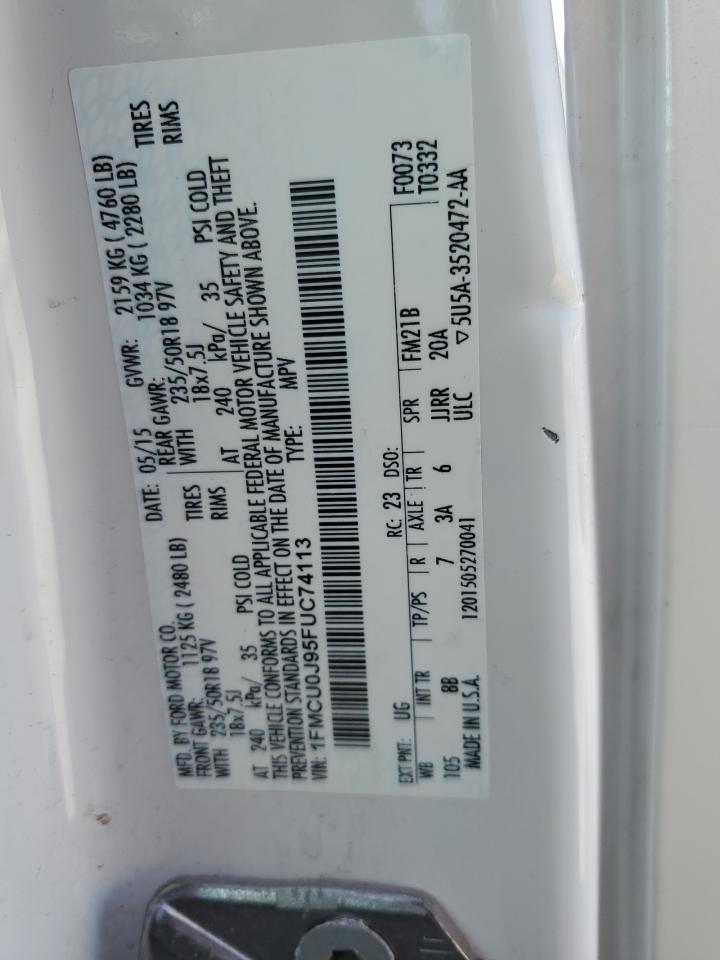 MFD. BY FORD MOTOR CO. DATE: 05/15 GVWR: 2159 KG ( 4760 LB)
FRONT GAWR: 1125 KG ( 2480 LB) REAR GAWR: 1034 KG ( 2280 LB)
WITH 235/50R18 97V TIRES WITH 235/50R18 97V TIRES
18x7.5J RIMS 18x7.5J RIMS
AT 240 kPa/ 35 PSI COLD AT 240 kPa/ 35 PSI COLD
THIS VEHICLE CONFORMS TO ALL APPLICABLE FEDERAL MOTOR VEHICLE SAFETY AND THEFT
PREVENTION STANDARDS IN EFFECT ON THE DATE OF MANUFACTURE SHOWN ABOVE.
VIN: 1FMCU0J95FUC74113 TYPE: MPV
F0073
T0332
EXT PNT: UG RC: 23 DSO:
WB INT TR TP/PS R AXLE TR SPR FM21B
105 8B 7 3A 6 JJRR 20A
MADE IN U.S.A. 1201505270041 ULC ▽5U5A-3520472-AA